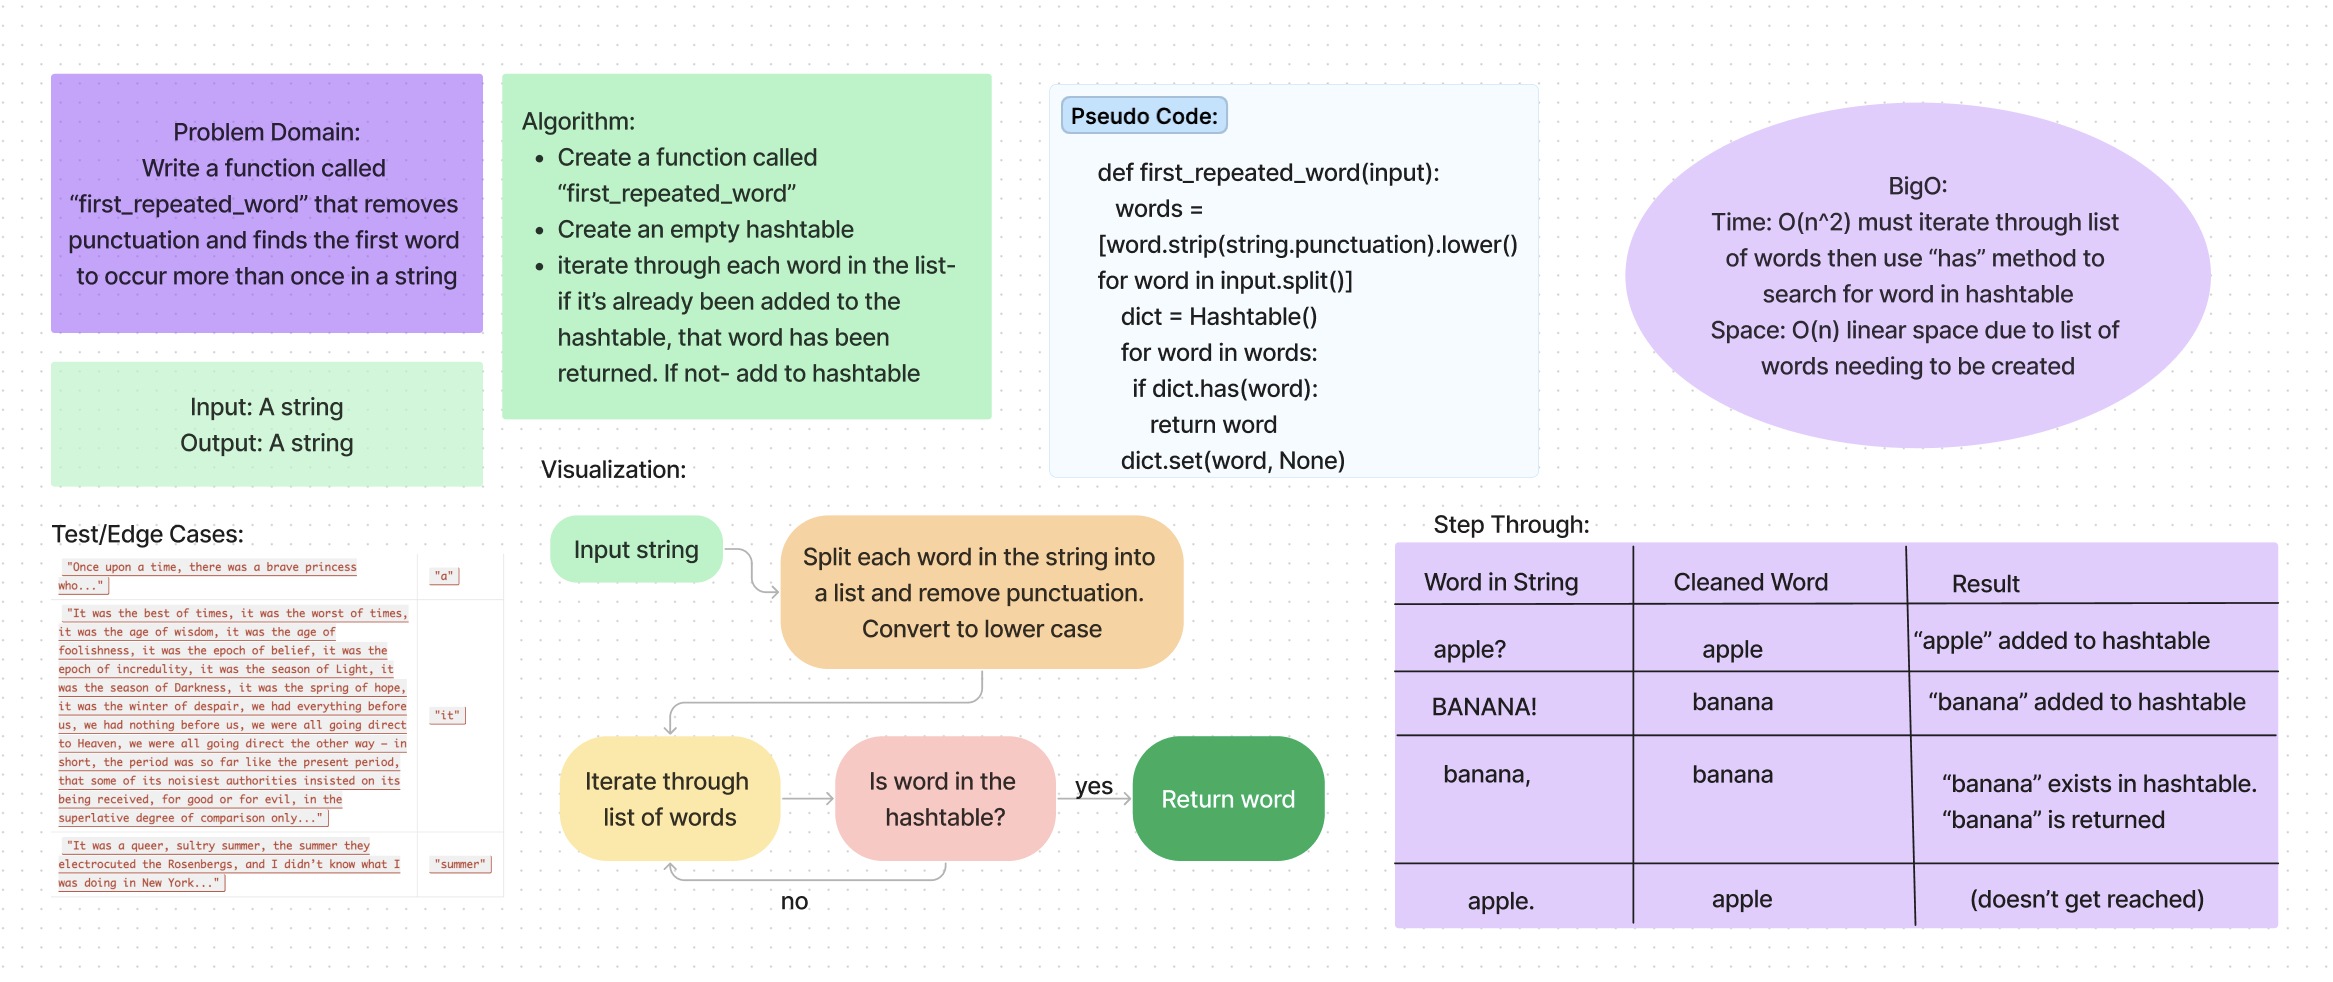 Problem Domain:
Write a function called
“first_repeated_word” that removes
punctuation and finds the first word
to occur more than once in a string
Input: A string
Output: A string
Algorithm:
• Create a function called
“first_repeated_word”
• Create an empty hashtable
• iterate through each word in the list-
if it’s already been added to the
hashtable, that word has been
returned. If not- add to hashtable
Pseudo Code:
def first_repeated_word(input):
words =
[word.strip(string.punctuation).lower()
for word in input.split()]
dict = Hashtable()
for word in words:
if dict.has(word):
return word
dict.set(word, None)
BigO:
Time: O(n^2) must iterate through list
of words then use “has” method to
search for word in hashtable
Space: O(n) linear space due to list of
words needing to be created
Test/Edge Cases:
"Once upon a time, there was a brave princess
who..."
"a"
"It was the best of times, it was the worst of times,
it was the age of wisdom, it was the age of
foolishness, it was the epoch of belief, it was the
epoch of incredulity, it was the season of Light, it
was the season of Darkness, it was the spring of hope,
it was the winter of despair, we had everything before
us, we had nothing before us, we were all going direct
to Heaven, we were all going direct the other way – in
short, the period was so far like the present period,
that some of its noisiest authorities insisted on its
being received, for good or for evil, in the
superlative degree of comparison only..."
"it"
"It was a queer, sultry summer, the summer they
electrocuted the Rosenbergs, and I didn’t know what I
was doing in New York..."
"summer"
Visualization:
Input string
Split each word in the string into
a list and remove punctuation.
Convert to lower case
Iterate through
list of words
Is word in the
hashtable?
yes
Return word
no
Step Through:
Word in String Cleaned Word Result
apple? apple “apple” added to hashtable
BANANA! banana “banana” added to hashtable
banana, banana “banana” exists in hashtable.
“banana” is returned
apple. apple (doesn’t get reached)